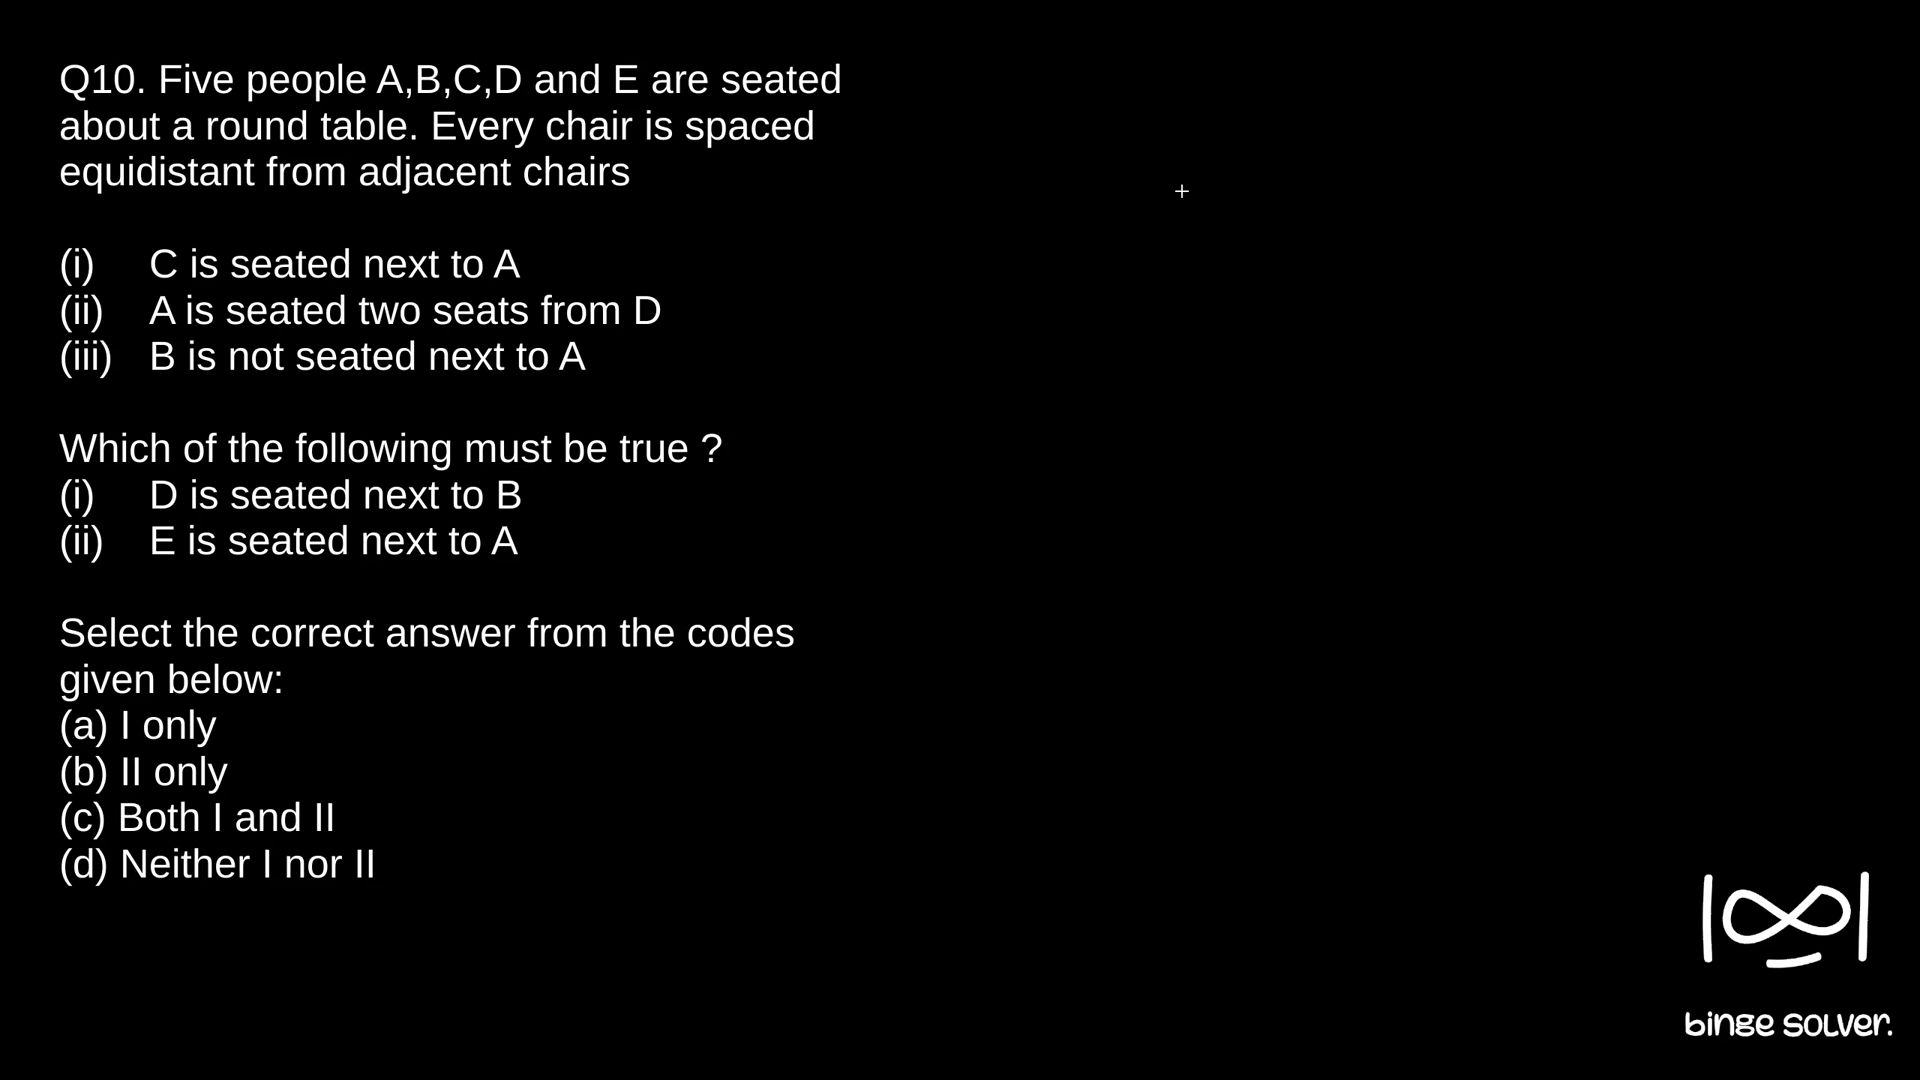 Q10. Five people A,B,C,D and E are seated
about a round table. Every chair is spaced
equidistant from adjacent chairs
(i) C is seated next to A
(ii) A is seated two seats from D
(iii) B is not seated next to A
Which of the following must be true ?
(i) D is seated next to B
(ii) E is seated next to A
Select the correct answer from the codes
given below:
(a) I only
(b) II only
(c) Both I and II
(d) Neither I nor II
binge solver.